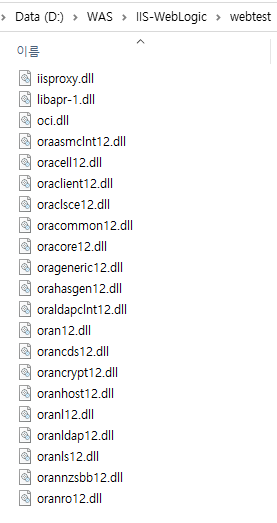 Data (D:) > WAS > IIS-WebLogic > webtest
이름
iisproxy.dll
libapr-1.dll
oci.dll
oraasmclnt12.dll
oracell12.dll
oraclient12.dll
oraclsce12.dll
oracommon12.dll
oracore12.dll
orageneric12.dll
orahasgen12.dll
oraldapclnt12.dll
oran12.dll
orancds12.dll
orancrypt12.dll
oranhost12.dll
oranl12.dll
oranldap12.dll
oranls12.dll
orannzsbb12.dll
oranro12.dll